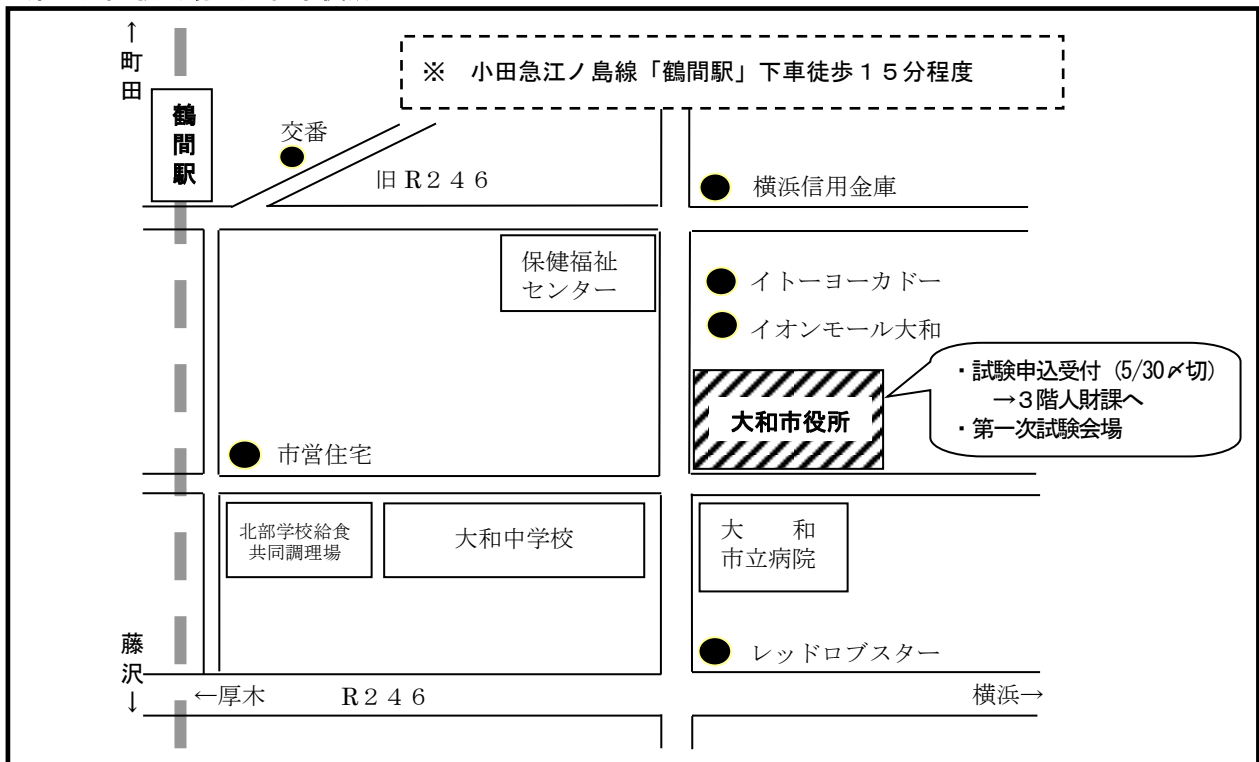 ↑
町
田
※　小田急江ノ島線「鶴間駅」下車徒歩１５分程度
鶴
間
駅
交番
旧Ｒ２４６
横浜信用金庫
保健福祉
センター
イトーヨーカドー
イオンモール大和
・試験申込受付（5/30〆切）
→３階人財課へ
・第一次試験会場
大和市役所
市営住宅
北部学校給食
共同調理場
大和中学校
大　和
市立病院
レッドロブスター
藤
沢
↓
←厚木
Ｒ２４６
横浜→